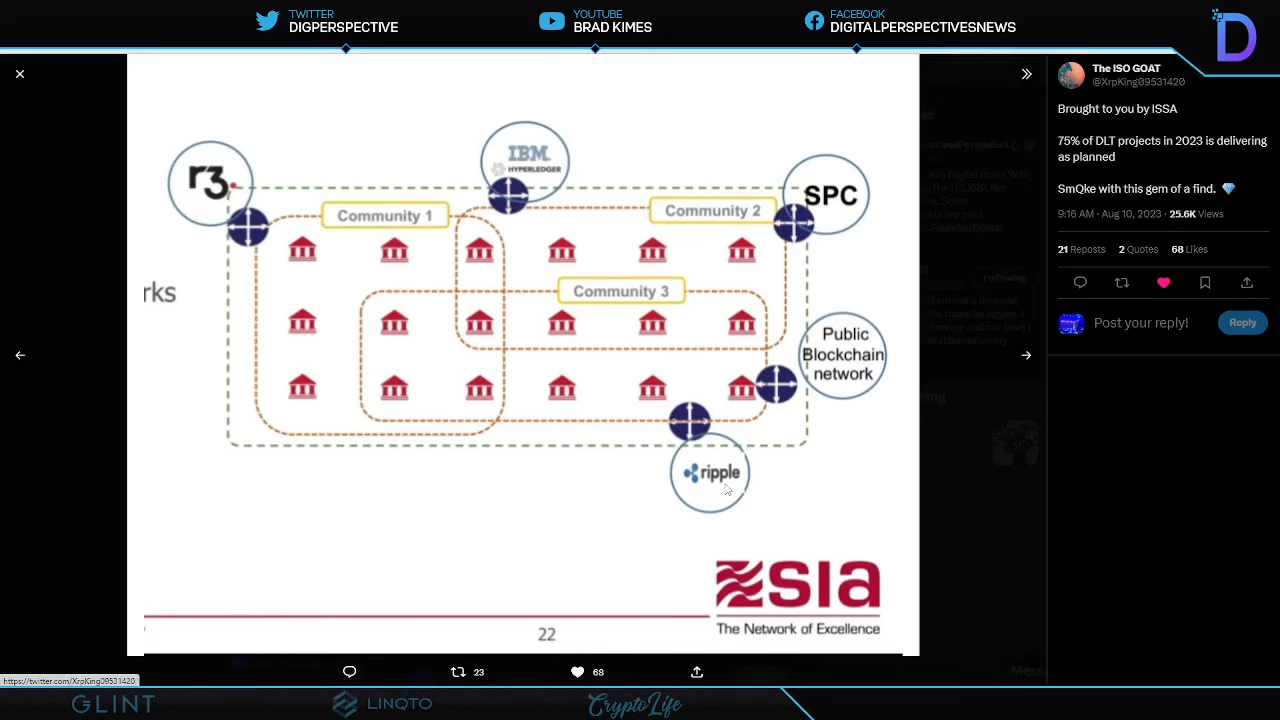 TWITTER
DIGPERSPECTIVE
YOUTUBE
BRAD KIMES
FACEBOOK
DIGITALPERSPECTIVESNEWS
D
r3.
IBM
HYPERLEDGER
SPC
Community 1
Community 2
Community 3
rks
Public
Blockchain
network
ripple
SIA
The Network of Excellence
22
The ISO GOAT
@XrpKing09531420
Brought to you by ISSA
75% of DLT projects in 2023 is delivering
as planned
SmQke with this gem of a find. 💎
9:16 AM · Aug 10, 2023 · 25.6K Views
21 Reposts 2 Quotes 68 Likes
Post your reply!
Reply
Following
23
68
https://twitter.com/XrpKing09531420
GLINT
LINQTO
CryptoLife